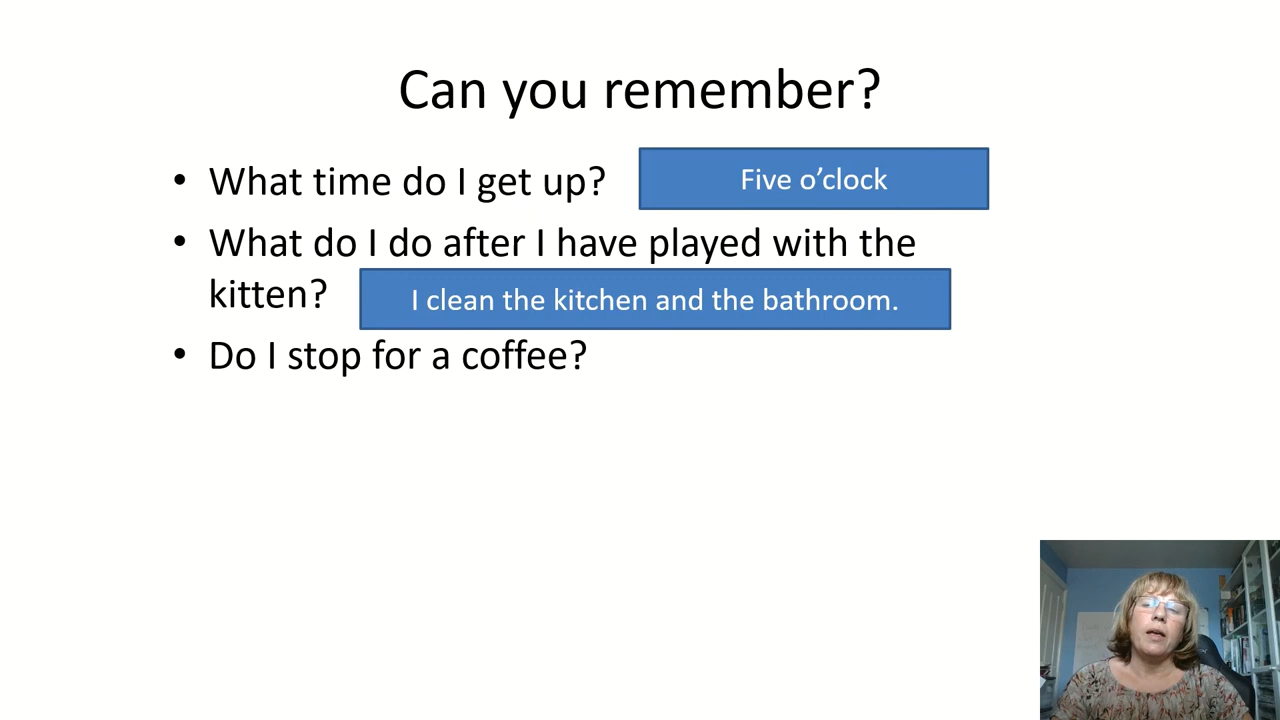 Can you remember?
• What time do I get up?
Five o’clock
• What do I do after I have played with the
kitten?
I clean the kitchen and the bathroom.
• Do I stop for a coffee?